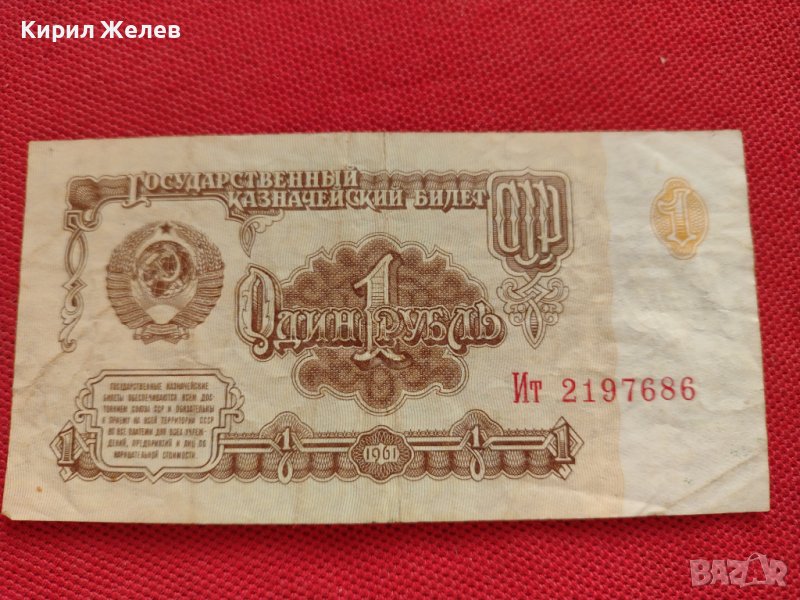 Кирил Желев
ГОСУДАРСТВЕННЫЙ
КАЗНАЧЕЙСКИЙ БИЛЕТ
СССР
1
1
ОДИН РУБЛЬ
Ит 2197686
ГОСУДАРСТВЕННЫЕ КАЗНАЧЕЙСКИЕ
БИЛЕТЫ ОБЕСПЕЧИВАЮТСЯ ВСЕМ ДОС-
ТОЯНИЕМ СОЮЗА ССР И ОБЯЗАТЕЛЬНЫ
К ПРИЕМУ НА ВСЕЙ ТЕРРИТОРИИ СССР
ВО ВСЕ ПЛАТЕЖИ ДЛЯ ВСЕХ УЧРЕЖ-
ДЕНИЙ, ПРЕДПРИЯТИЙ И ЛИЦ ПО
НАРИЦАТЕЛЬНОЙ СТОИМОСТИ.
1 1 1961 1 1
BAZAR